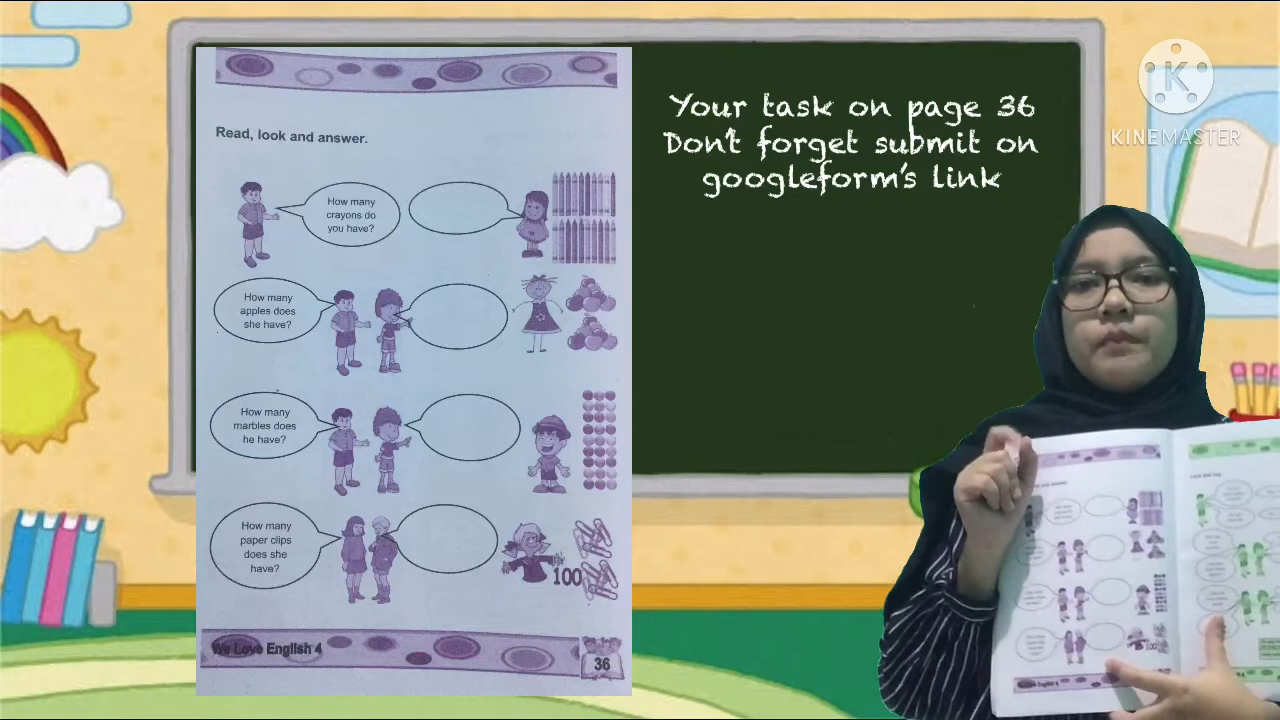 Read, look and answer.
How many
crayons do
you have?
How many
apples does
she have?
How many
marbles does
he have?
How many
paper clips
does she
have?
100
We Love English 4
36
Your task on page 36
Don't forget submit on
googleform's link
KINEMASTER